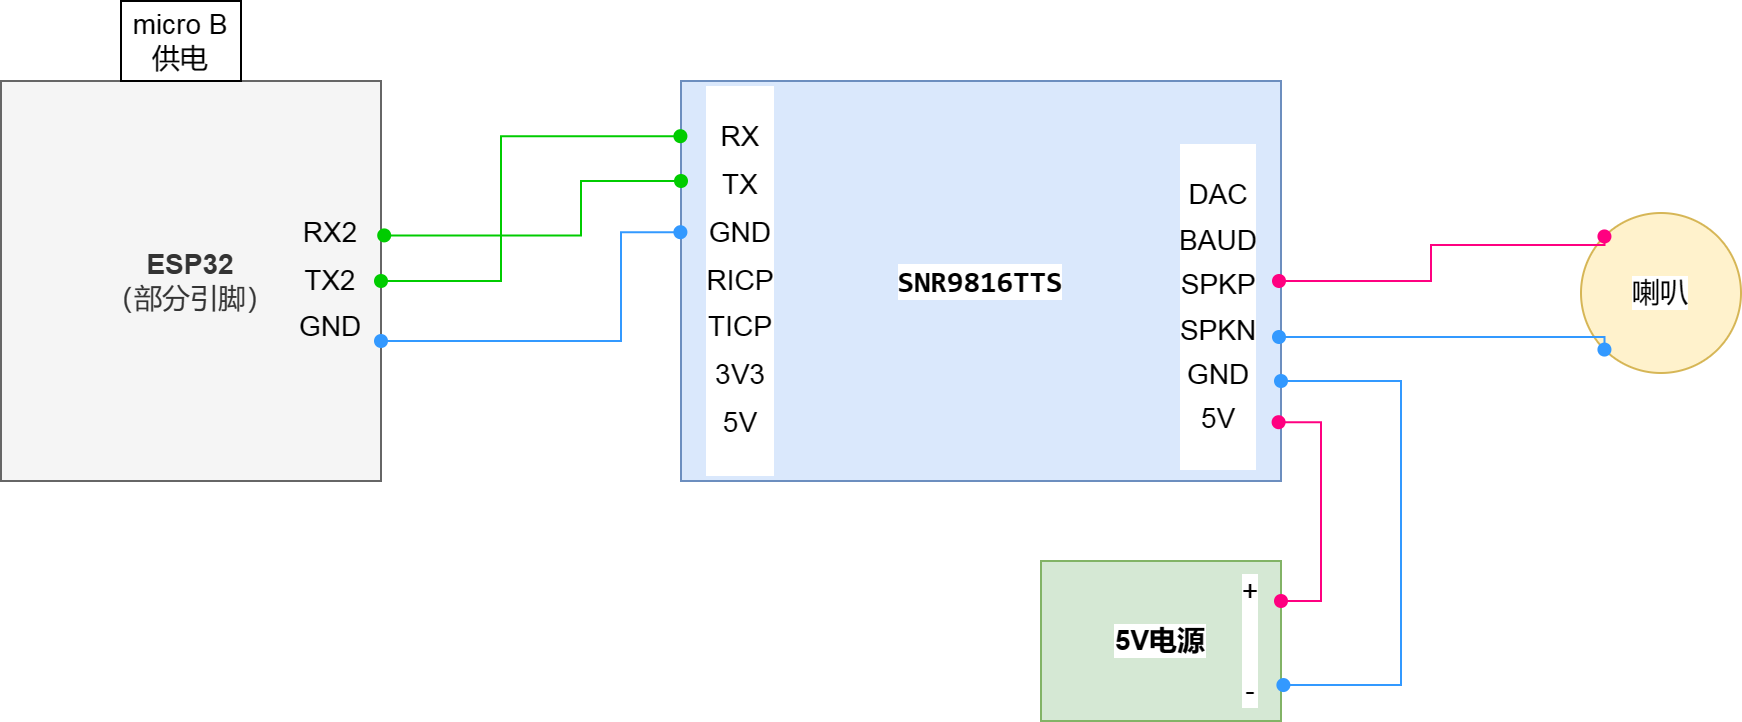 micro B
供电
ESP32
（部分引脚）
RX2
TX2
GND
RX
TX
GND
RICP
TICP
3V3
5V
SNR9816TTS
DAC
BAUD
SPKP
SPKN
GND
5V
喇叭
5V电源
+
-